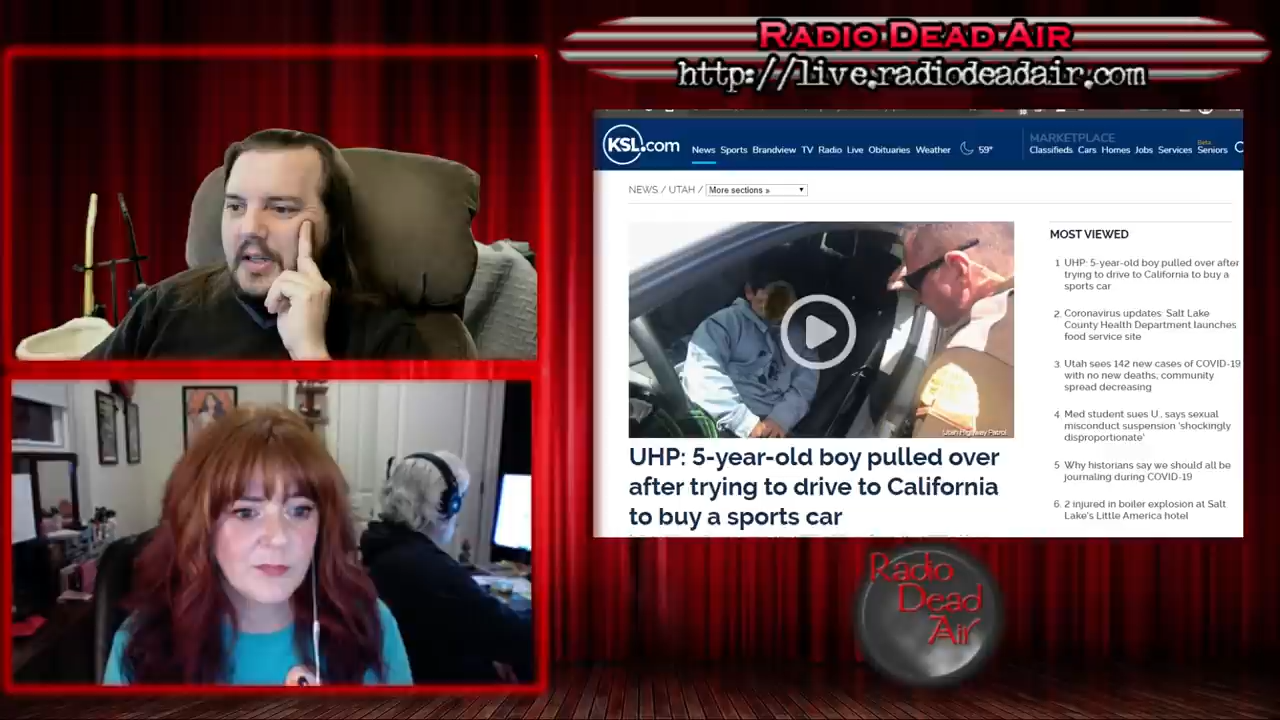 RADIO DEAD AIR
http://live.radiodeadair.com
KSL.com
News Sports Brandview TV Radio Live Obituaries Weather 59°
MARKETPLACE
Classifieds Cars Homes Jobs Services Seniors
Beta
NEWS / UTAH / More sections »
Utah Highway Patrol
UHP: 5-year-old boy pulled over
after trying to drive to California
to buy a sports car
MOST VIEWED
1 UHP: 5-year-old boy pulled over after
trying to drive to California to buy a
sports car
2. Coronavirus updates: Salt Lake
County Health Department launches
food service site
3. Utah sees 142 new cases of COVID-19
with no new deaths, community
spread decreasing
4 Med student sues U., says sexual
misconduct suspension 'shockingly
disproportionate'
5 Why historians say we should all be
journaling during COVID-19
6. 2 injured in boiler explosion at Salt
Lake's Little America hotel
Radio
Dead
Air